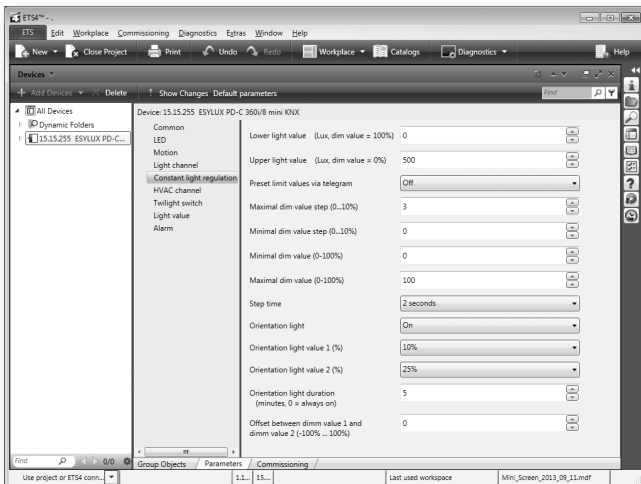 ETS4™ - .
ETS Edit Workplace Commissioning Diagnostics Extras Window Help
New Close Project Print Undo Redo Workplace Catalogs Diagnostics Help
Devices
Add Devices Delete Show Changes Default parameters Find
All Devices
Dynamic Folders
15.15.255 ESYLUX PD-C...
Device: 15.15.255 ESYLUX PD-C 360i/8 mini KNX
Common
LED
Motion
Light channel
Constant light regulation
HVAC channel
Twilight switch
Light value
Alarm
Lower light value (Lux, dim value = 100%) 0
Upper light value (Lux, dim value = 0%) 500
Preset limit values via telegram Off
Maximal dim value step (0...10%) 3
Minimal dim value step (0...10%) 0
Minimal dim value (0-100%) 0
Maximal dim value (0-100%) 100
Step time 2 seconds
Orientation light On
Orientation light value 1 (%) 10%
Orientation light value 2 (%) 25%
Orientation light duration 5
(minutes, 0 = always on)
Offset between dimm value 1 and 0
dimm value 2 (-100% ... 100%)
Find 0/0
Group Objects Parameters Commissioning
Use project or ETS4 conn... 1.1... 15... Last used workspace Mini_Screen_2013_09_11.mdf